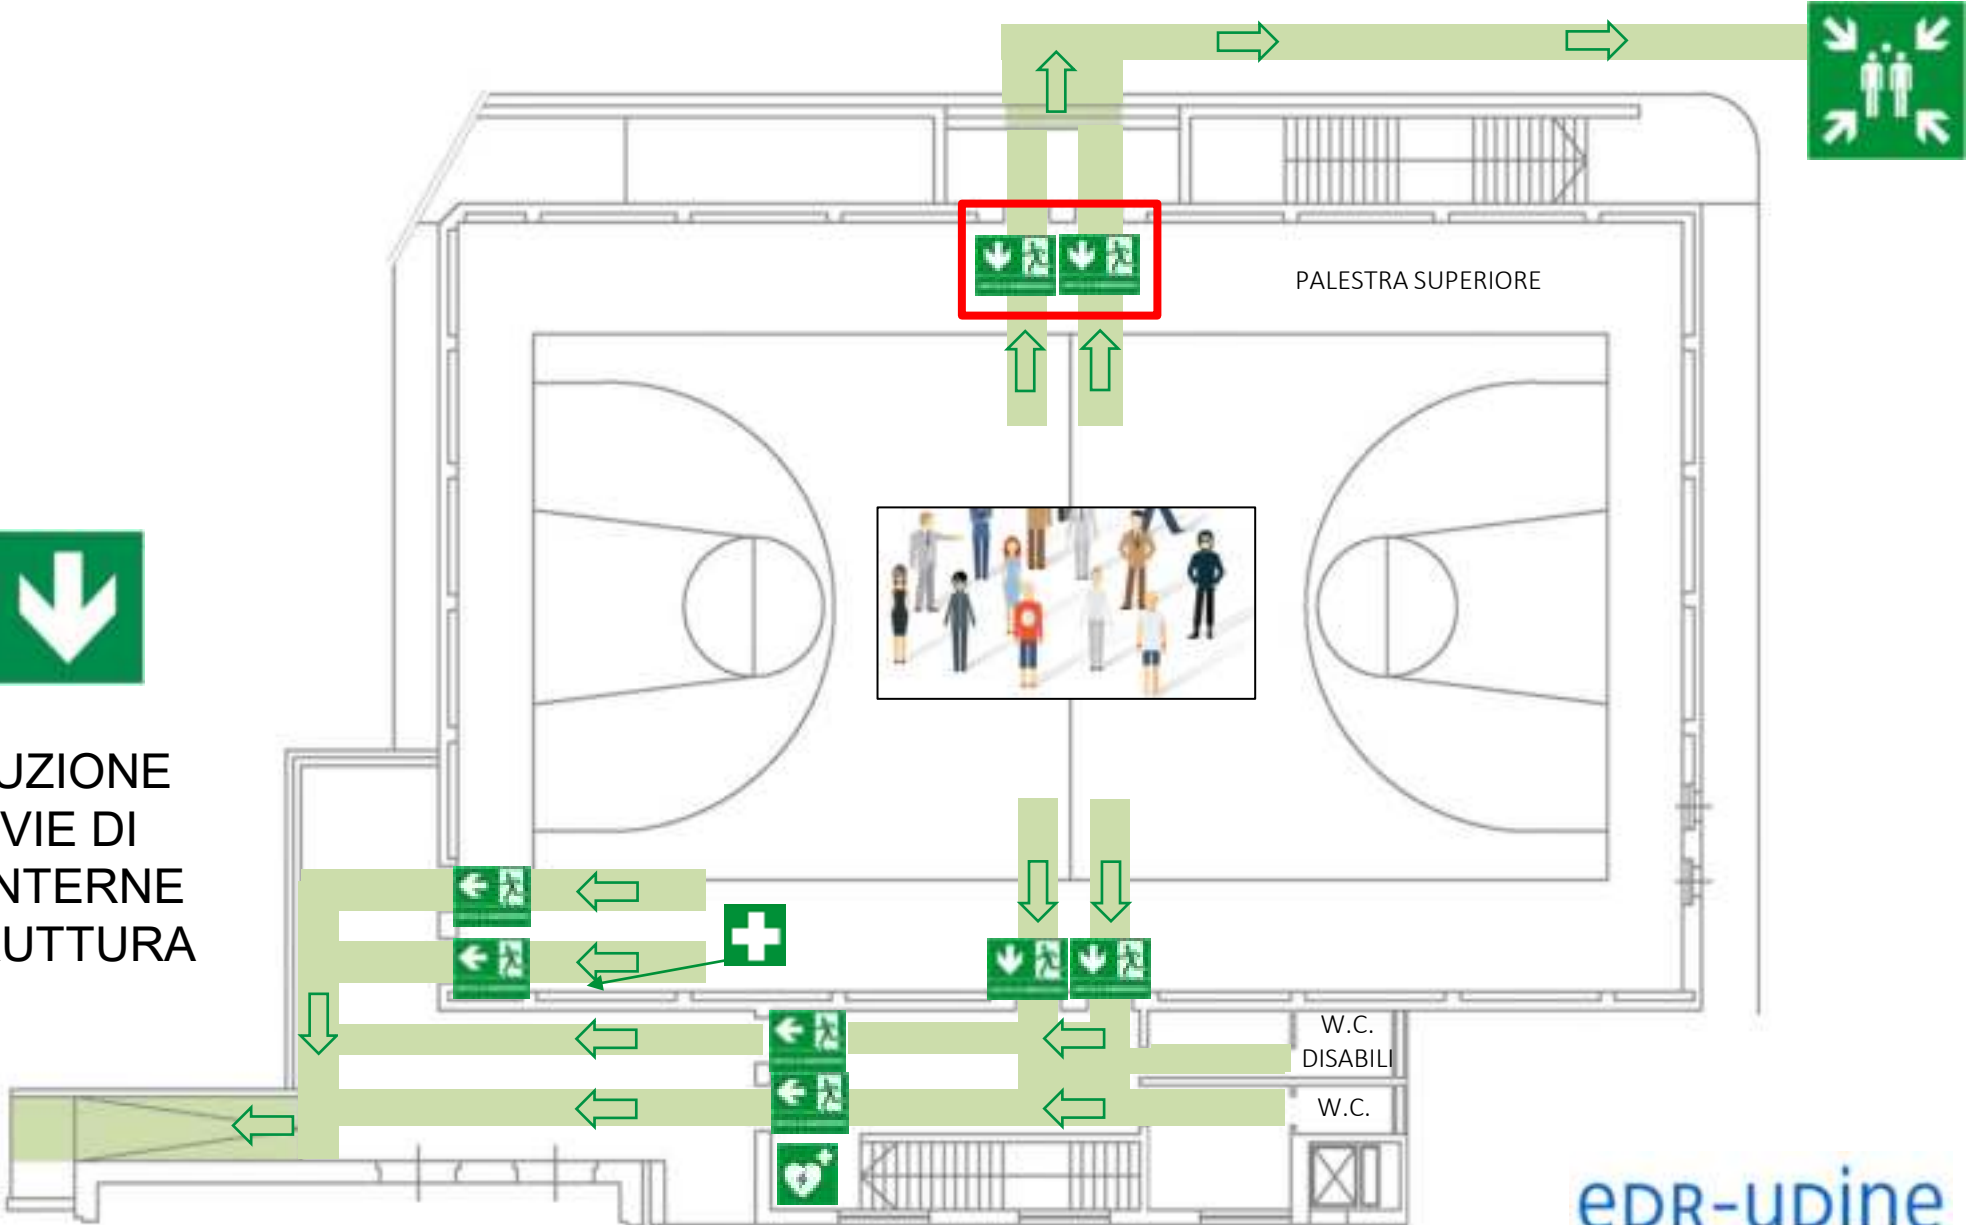 PALESTRA SUPERIORE
UZIONE
VIE DI
NTERNE
UTTURA
W.C.
DISABILI
W.C.
eDR-uDine